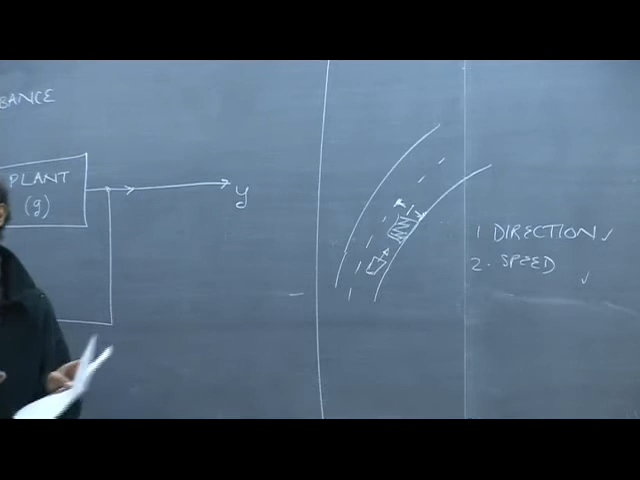 BANCE
PLANT
(g)
y
1 DIRECTION ✓
2. SPEED ✓